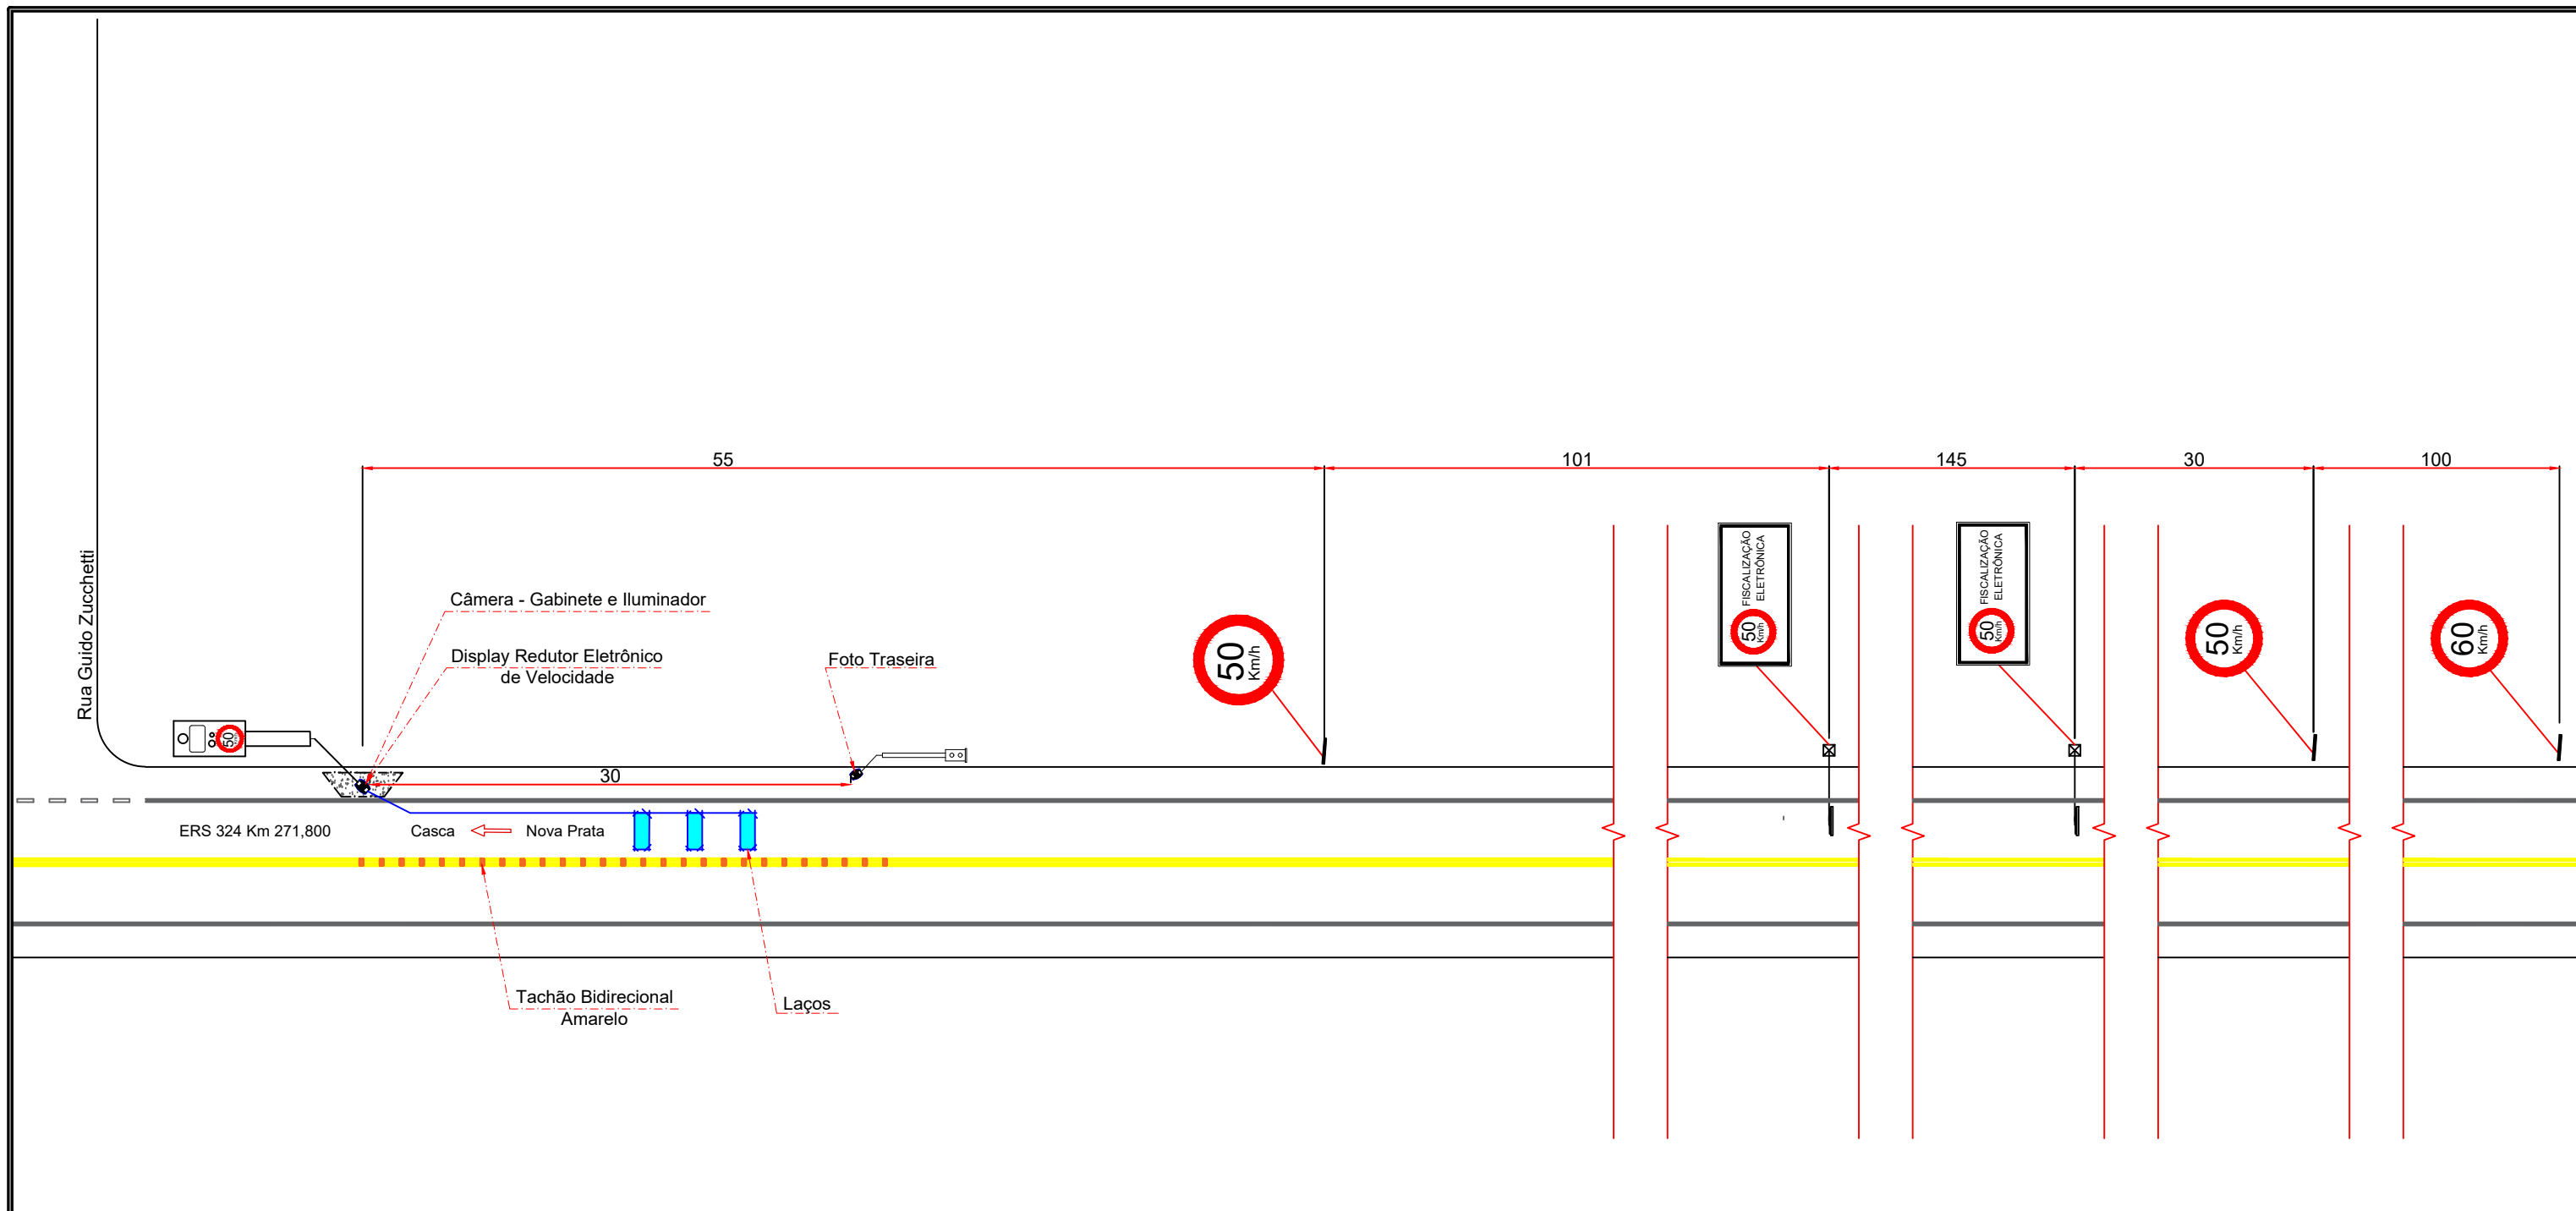 55
101
145
30
100
Rua Guido Zucchetti
Câmera - Gabinete e Iluminador
Display Redutor Eletrônico
de Velocidade
Foto Traseira
50
Km/h
FISCALIZAÇÃO
ELETRÔNICA
50
Km/h
FISCALIZAÇÃO
ELETRÔNICA
50
Km/h
50
Km/h
60
Km/h
50
30
ERS 324 Km 271,800
Casca
Nova Prata
Tachão Bidirecional
Amarelo
Laços